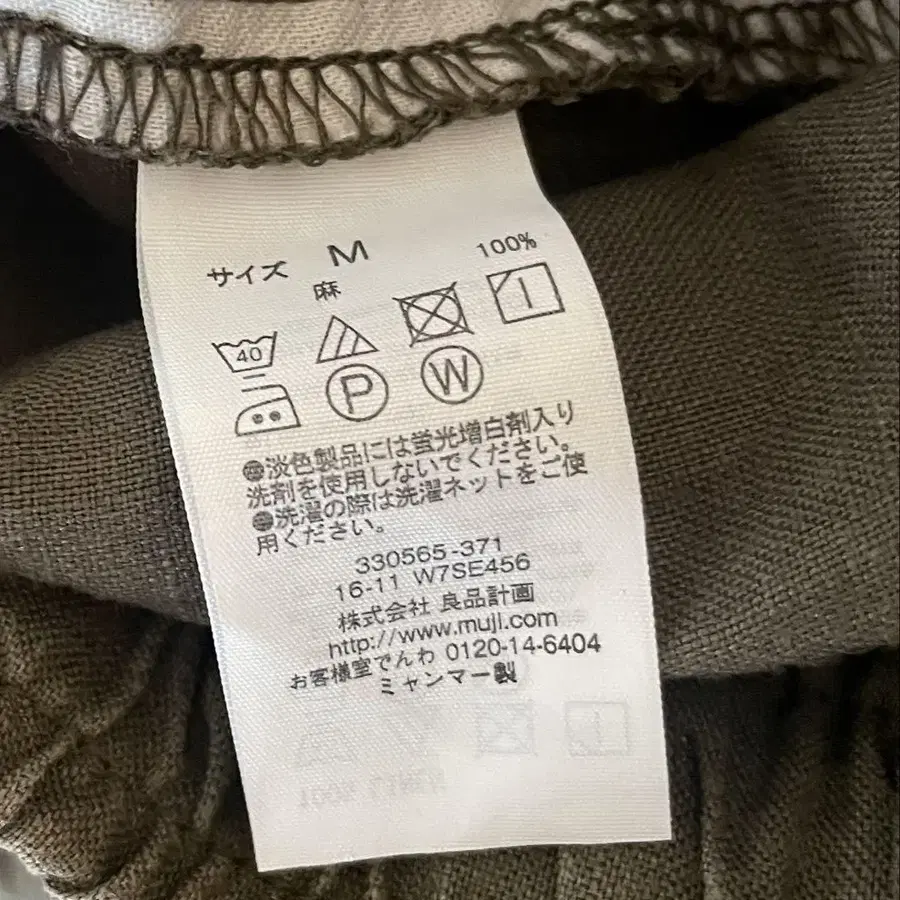 サイズ M
麻 100%
40
P W
●淡色製品には蛍光増白剤入り
洗剤を使用しないでください。
●洗濯の際は洗濯ネットをご使
用ください。
330565-371
16-11 W7SE456
株式会社 良品計画
http://www.muji.com
お客様室でんわ 0120-14-6404
ミャンマー製